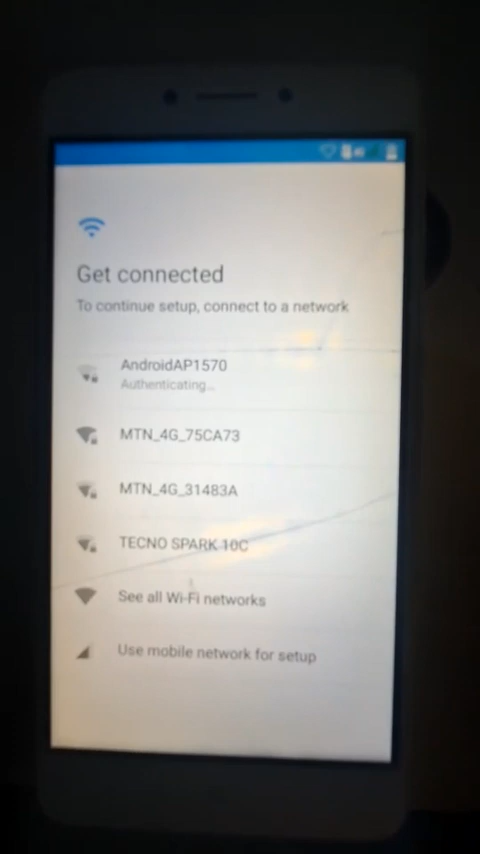 Get connected
To continue setup, connect to a network
AndroidAP1570
Authenticating...
MTN_4G_75CA73
MTN_4G_31483A
TECNO SPARK 10C
See all Wi-Fi networks
Use mobile network for setup